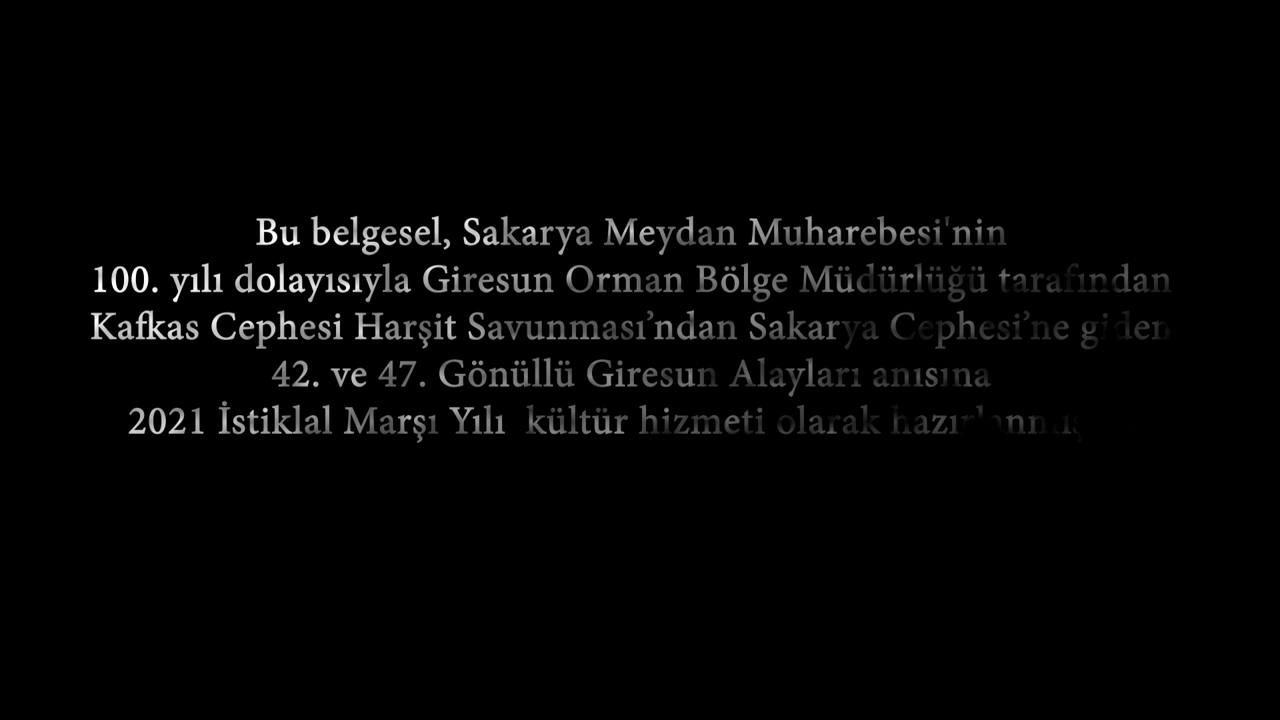 Bu belgesel, Sakarya Meydan Muharebesi'nin
100. yılı dolayısıyla Giresun Orman Bölge Müdürlüğü tarafından
Kafkas Cephesi Harşit Savunması’ndan Sakarya Cephesi’ne giden
42. ve 47. Gönüllü Giresun Alayları anısına
2021 İstiklal Marşı Yılı kültür hizmeti olarak